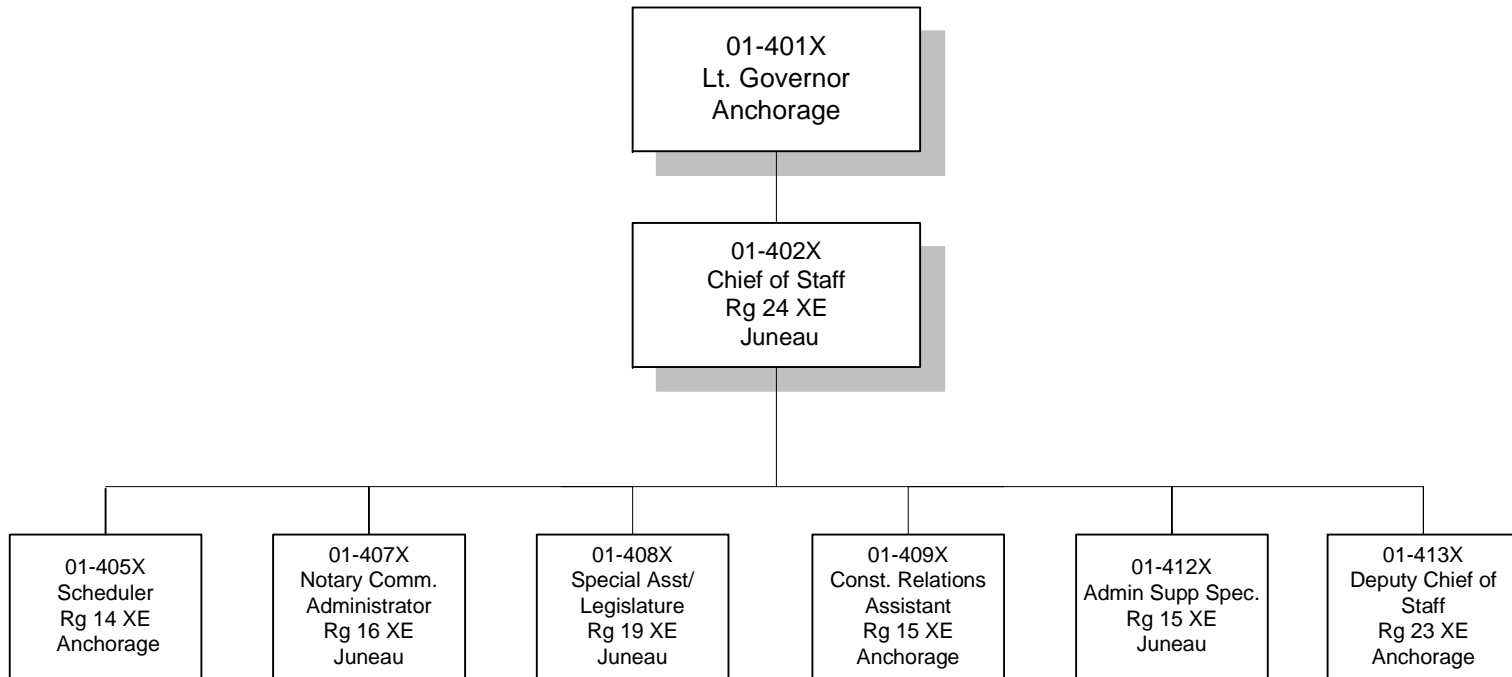 01-401X
Lt. Governor
Anchorage
01-402X
Chief of Staff
Rg 24 XE
Juneau
01-405X
Scheduler
Rg 14 XE
Anchorage
01-407X
Notary Comm.
Administrator
Rg 16 XE
Juneau
01-408X
Special Asst/
Legislature
Rg 19 XE
Juneau
01-409X
Const. Relations
Assistant
Rg 15 XE
Anchorage
01-412X
Admin Supp Spec.
Rg 15 XE
Juneau
01-413X
Deputy Chief of
Staff
Rg 23 XE
Anchorage